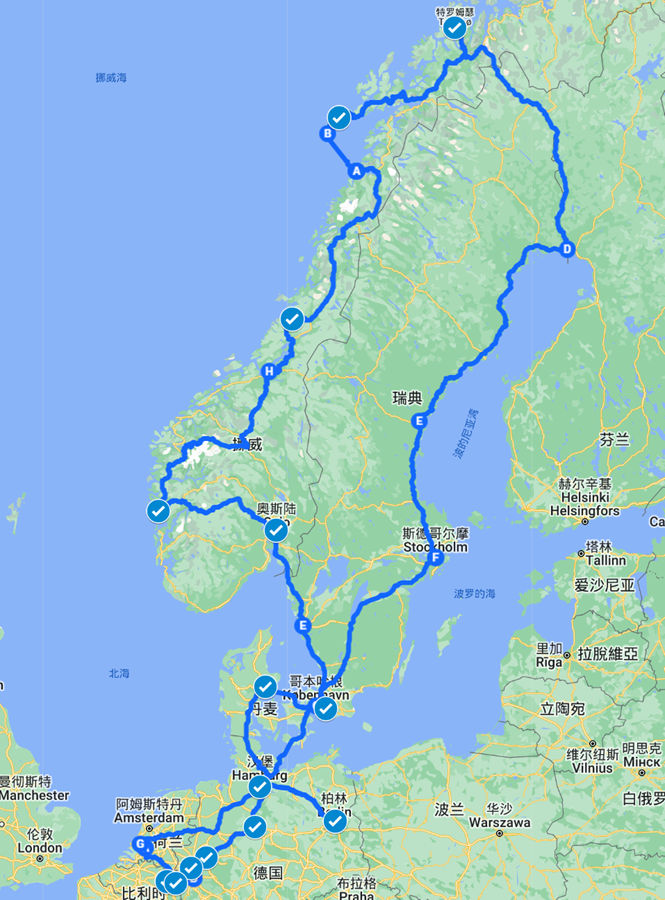 特罗姆瑟
挪威海
B
A
D
H
瑞典
E
波的尼亚湾
挪威
芬兰
赫尔辛基
Helsinki
Helsingfors
奥斯陆
斯德哥尔摩
Stockholm
F
塔林
Tallinn
爱沙尼亚
波罗的海
E
里加
Riga
拉脫維亞
北海
哥本哈根
København
丹麦
立陶宛
维尔纽斯
Vilnius
明思克
Мінск
汉堡
Hamburg
曼彻斯特
Manchester
阿姆斯特丹
Amsterdam
柏林
波兰
华沙
Warszawa
白俄罗
伦敦
London
G
荷兰
德国
布拉格
Praha
比利时